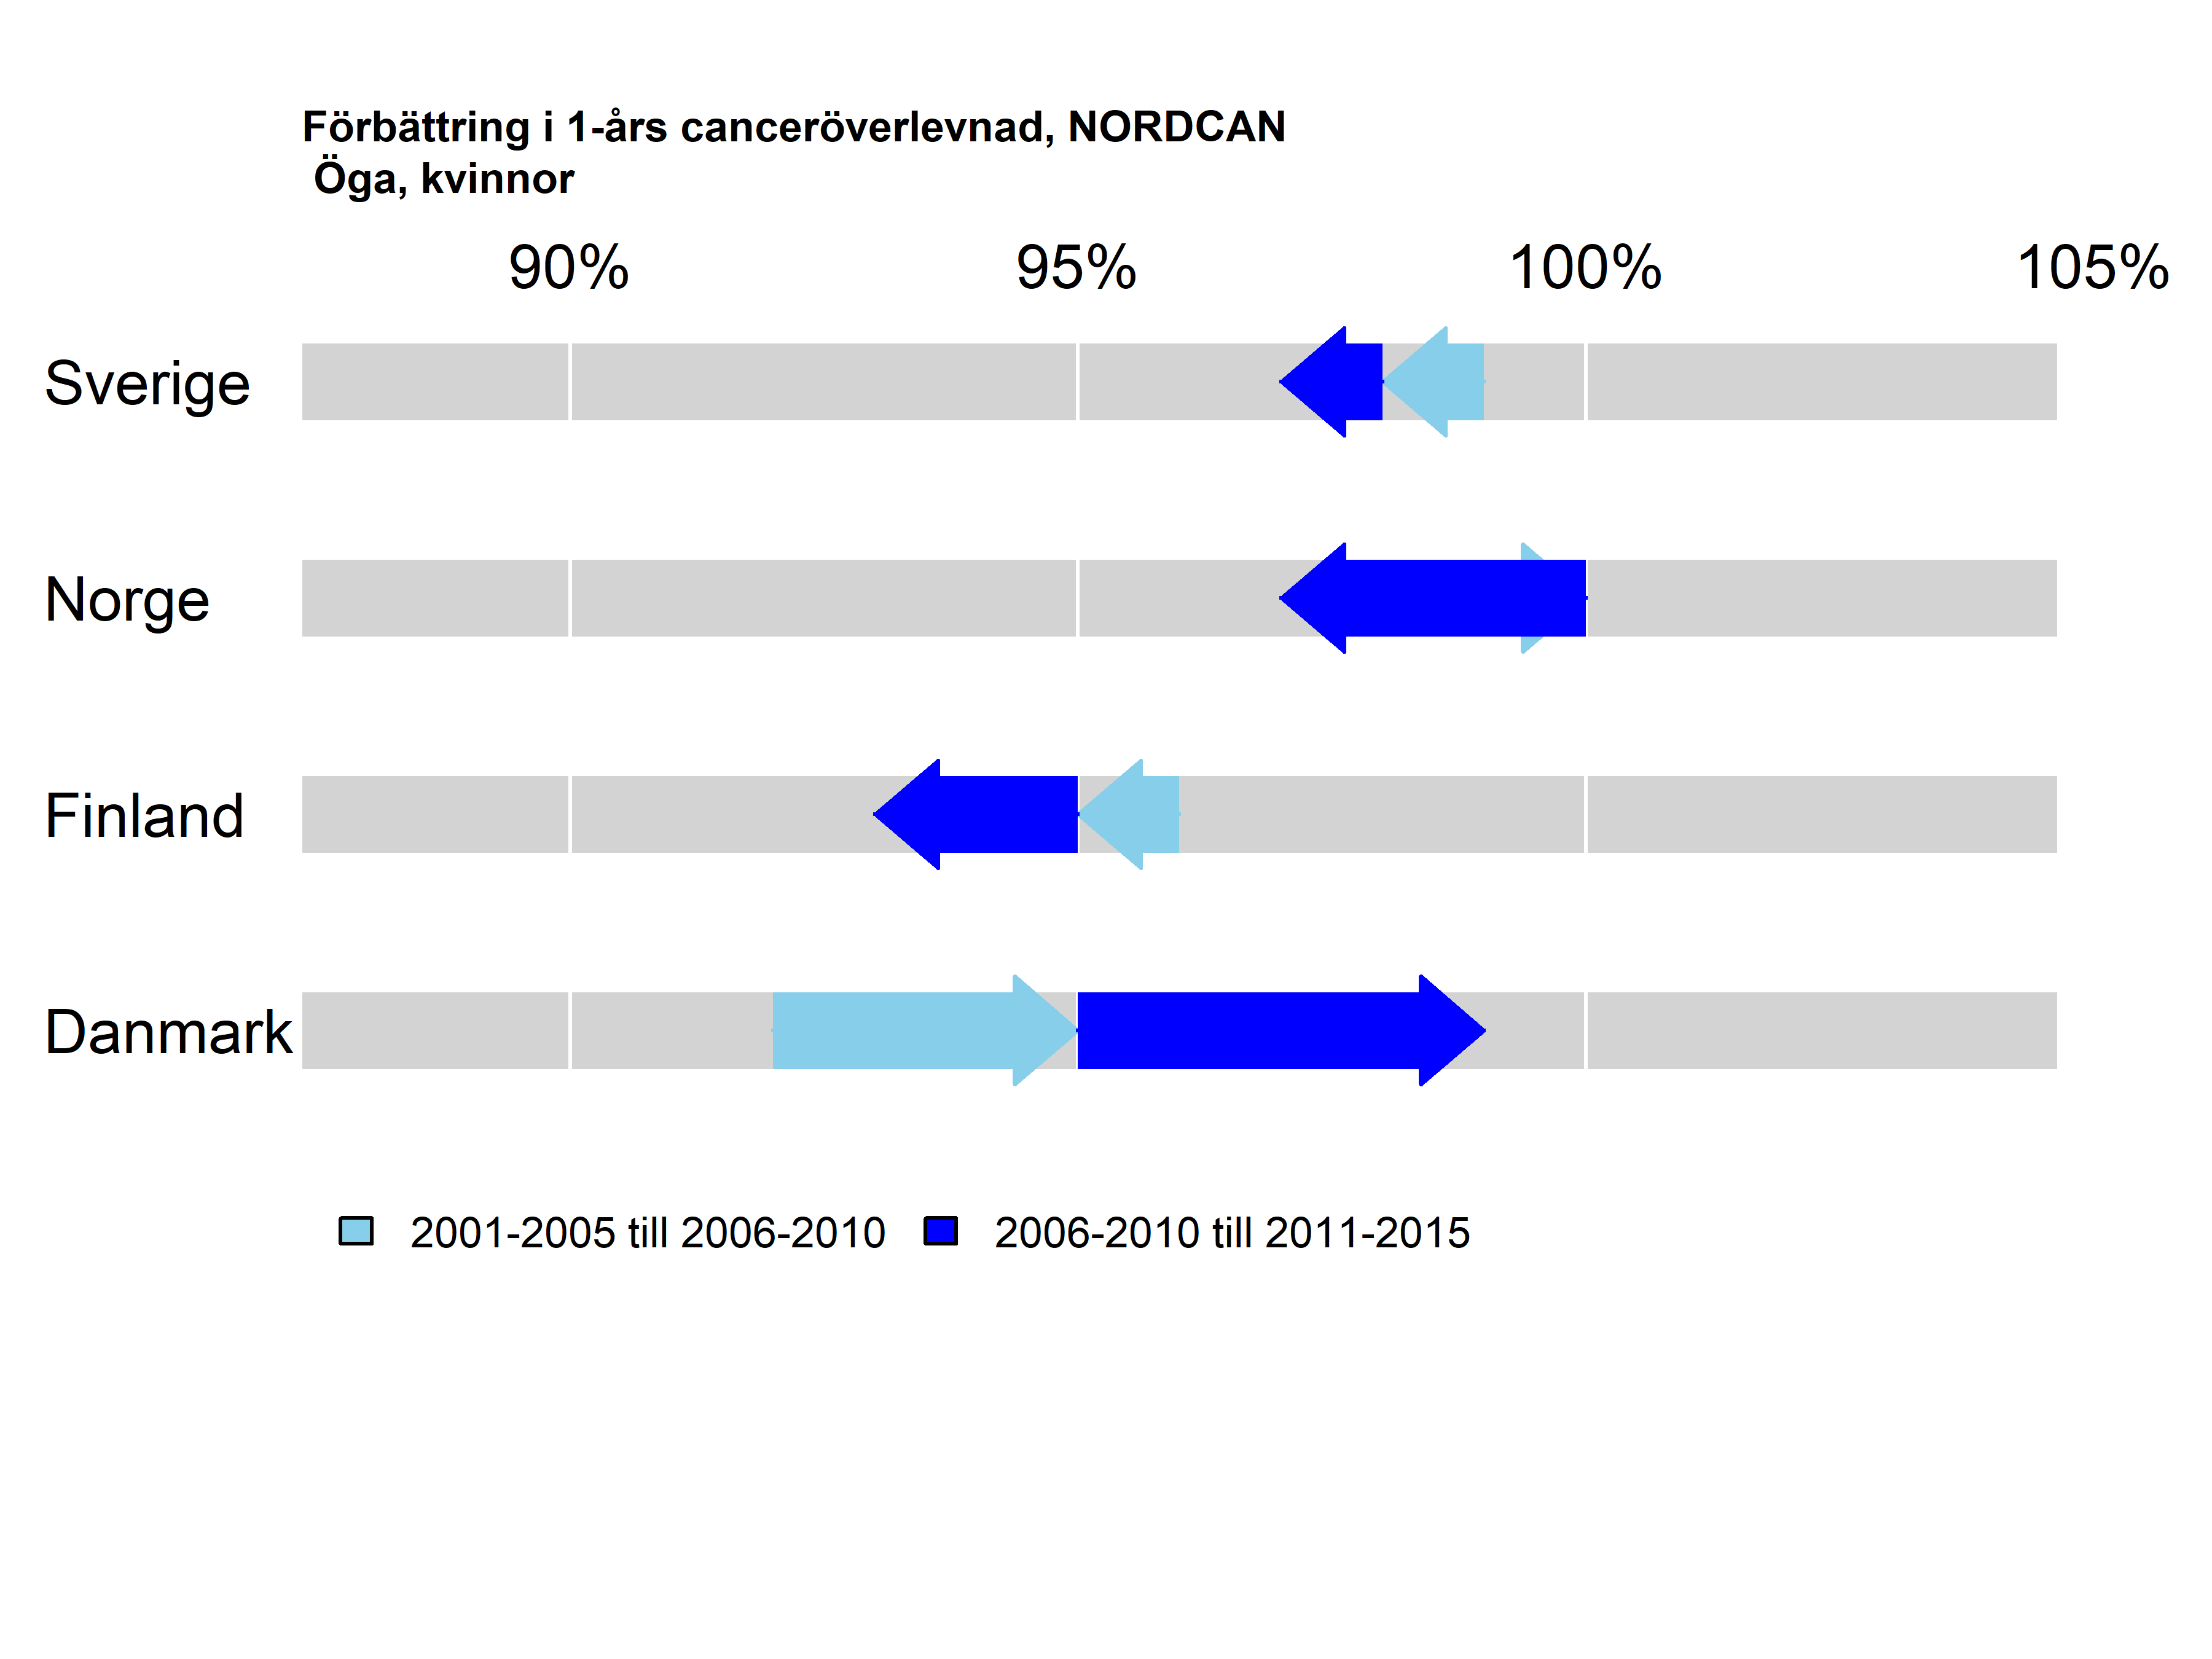 Förbättring i 1-års canceröverlevnad, NORDCAN
Öga, kvinnor
90% 95% 100% 105%
Sverige
Norge
Finland
Danmark
2001-2005 till 2006-2010 2006-2010 till 2011-2015